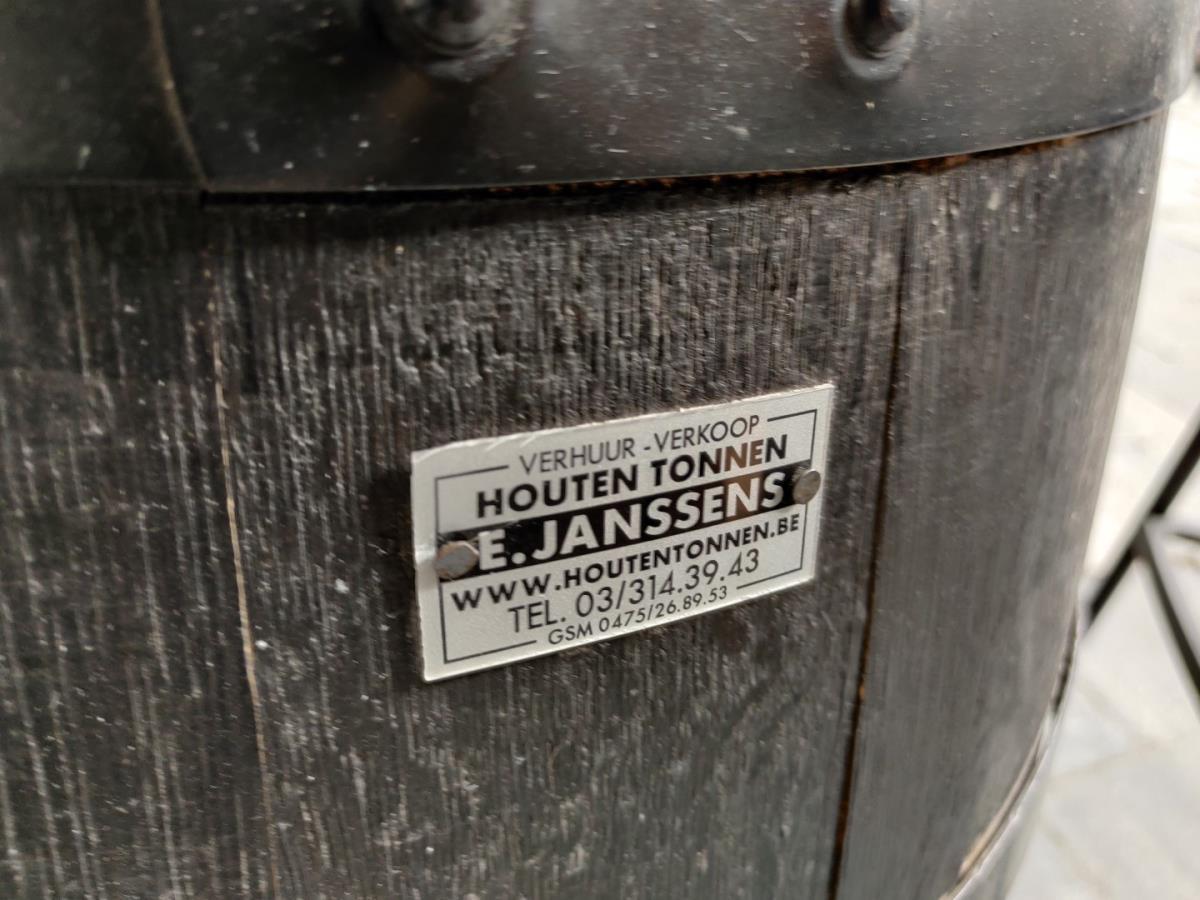 VERHUUR - VERKOOP
HOUTEN TONNEN
E. JANSSENS
WWW.HOUTENTONNEN.BE
TEL. 03/314.39.43
GSM 0475/26.89.53